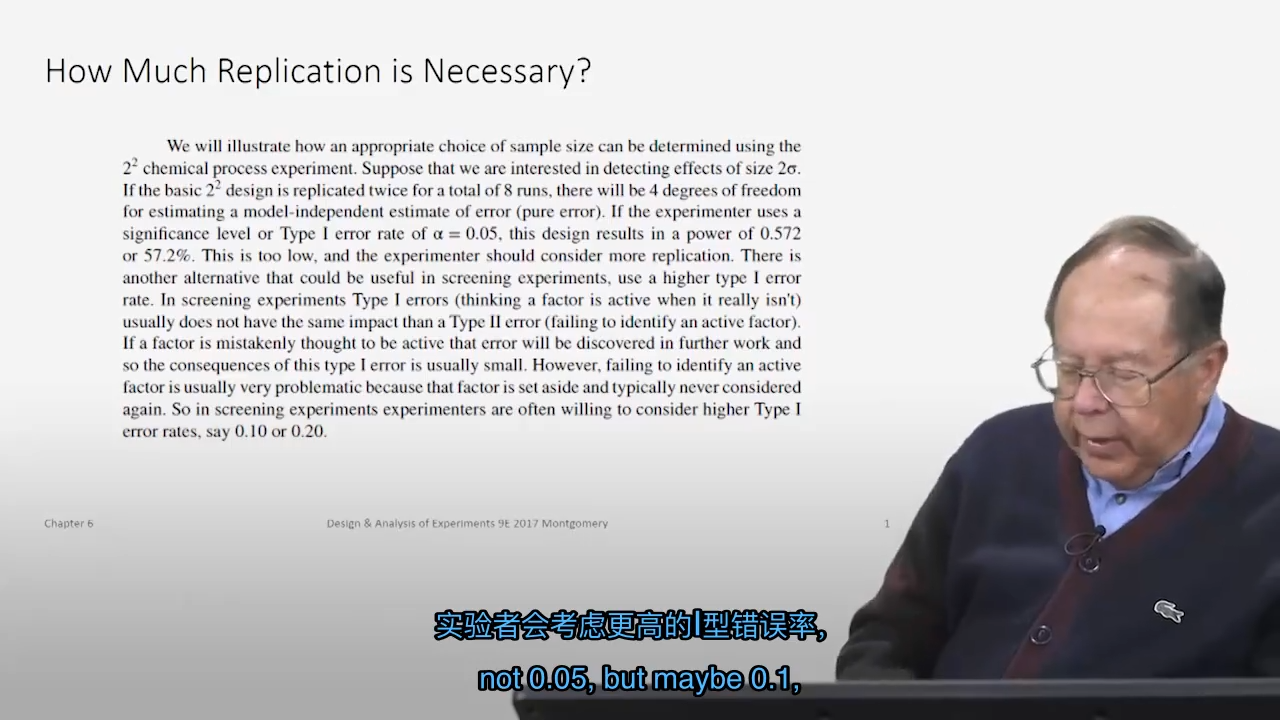 How Much Replication is Necessary?
We will illustrate how an appropriate choice of sample size can be determined using the
2² chemical process experiment. Suppose that we are interested in detecting effects of size 2σ.
If the basic 2² design is replicated twice for a total of 8 runs, there will be 4 degrees of freedom
for estimating a model-independent estimate of error (pure error). If the experimenter uses a
significance level or Type I error rate of α = 0.05, this design results in a power of 0.572
or 57.2%. This is too low, and the experimenter should consider more replication. There is
another alternative that could be useful in screening experiments, use a higher type I error
rate. In screening experiments Type I errors (thinking a factor is active when it really isn't)
usually does not have the same impact than a Type II error (failing to identify an active factor).
If a factor is mistakenly thought to be active that error will be discovered in further work and
so the consequences of this type I error is usually small. However, failing to identify an active
factor is usually very problematic because that factor is set aside and typically never considered
again. So in screening experiments experimenters are often willing to consider higher Type I
error rates, say 0.10 or 0.20.
Chapter 6
Design & Analysis of Experiments 9E 2017 Montgomery
1
实验者会考虑更高的I型错误率,
not 0.05, but maybe 0.1,